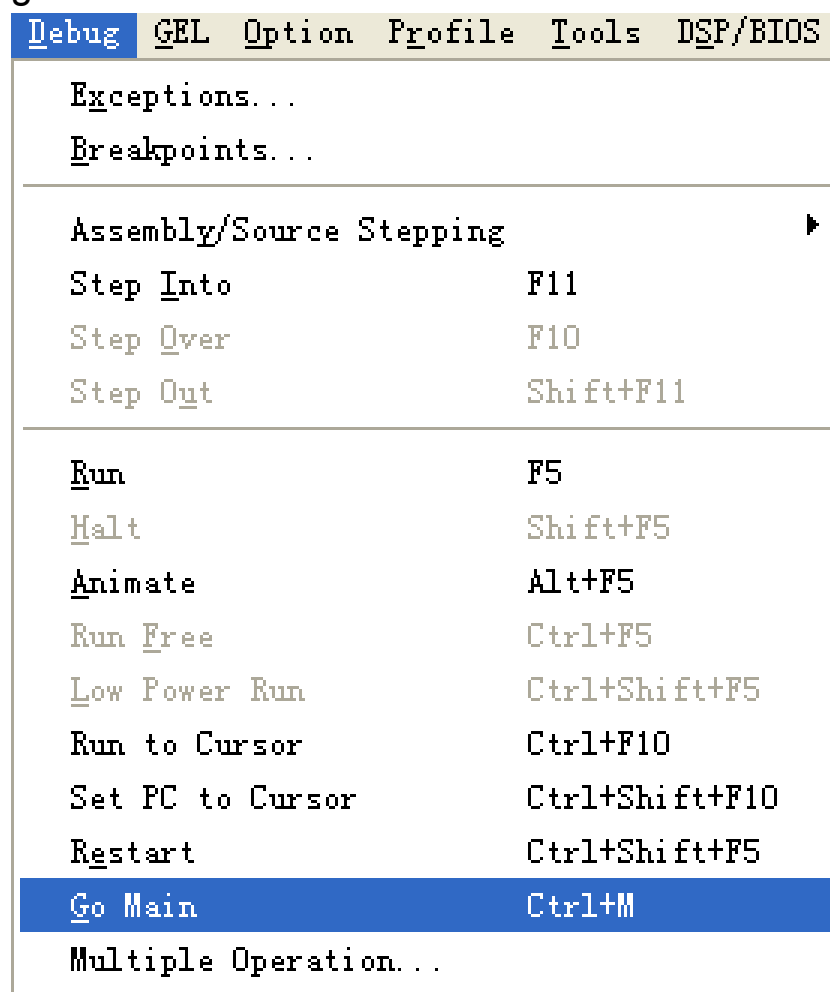 Debug GEL Option Profile Tools DSP/BIOS
Exceptions...
Breakpoints...
Assembly/Source Stepping
Step Into F11
Step Over F10
Step Out Shift+F11
Run F5
Halt Shift+F5
Animate Alt+F5
Run Free Ctrl+F5
Low Power Run Ctrl+Shift+F5
Run to Cursor Ctrl+F10
Set PC to Cursor Ctrl+Shift+F10
Restart Ctrl+Shift+F5
Go Main Ctrl+M
Multiple Operation...